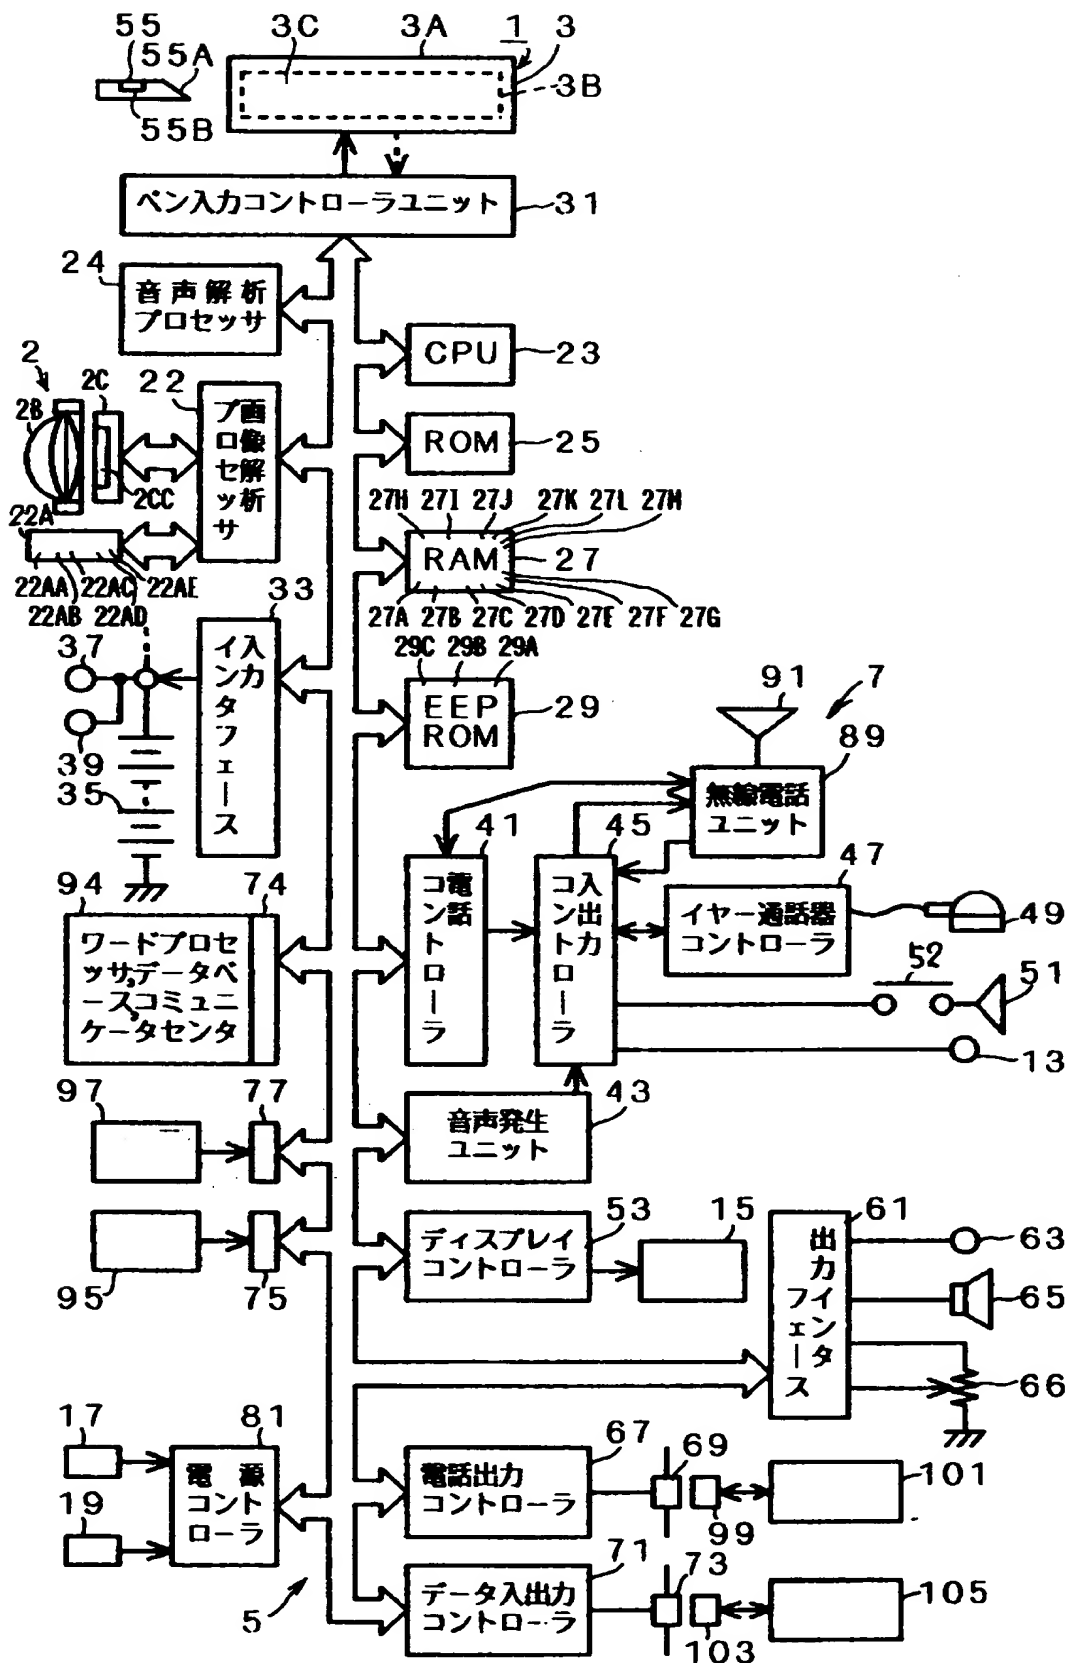 55
55A
55B
3C
3A
1
3
3B
ペン入力コントローラユニット
31
24
音声解析
プロセッサ
CPU
23
2
2B
2C
2CC
22
画像解析
プロセッサ
ROM
25
22A
22AA
22AB
22AC
22AD
22AE
27H
27I
27J
27K
27L
27M
RAM
27
27A
27B
27C
27D
27E
27F
27G
33
入力
インタフェース
37
39
35
29C
29B
29A
EEP
ROM
29
91
7
89
無線電話
ユニット
41
電話
コントローラ
45
入出力
コントローラ
47
イヤー通話器
コントローラ
49
52
51
13
94
74
ワードプロセ
ッサ,データベ
ース,コミュニ
ケータセンタ
97
77
音声発生
ユニット
43
95
75
ディスプレイ
コントローラ
53
15
61
出力インタ
フェース
63
65
66
17
19
81
電源
コント
ローラ
5
67
電話出力
コントローラ
69
99
101
71
データ入出力
コントローラ
73
103
105